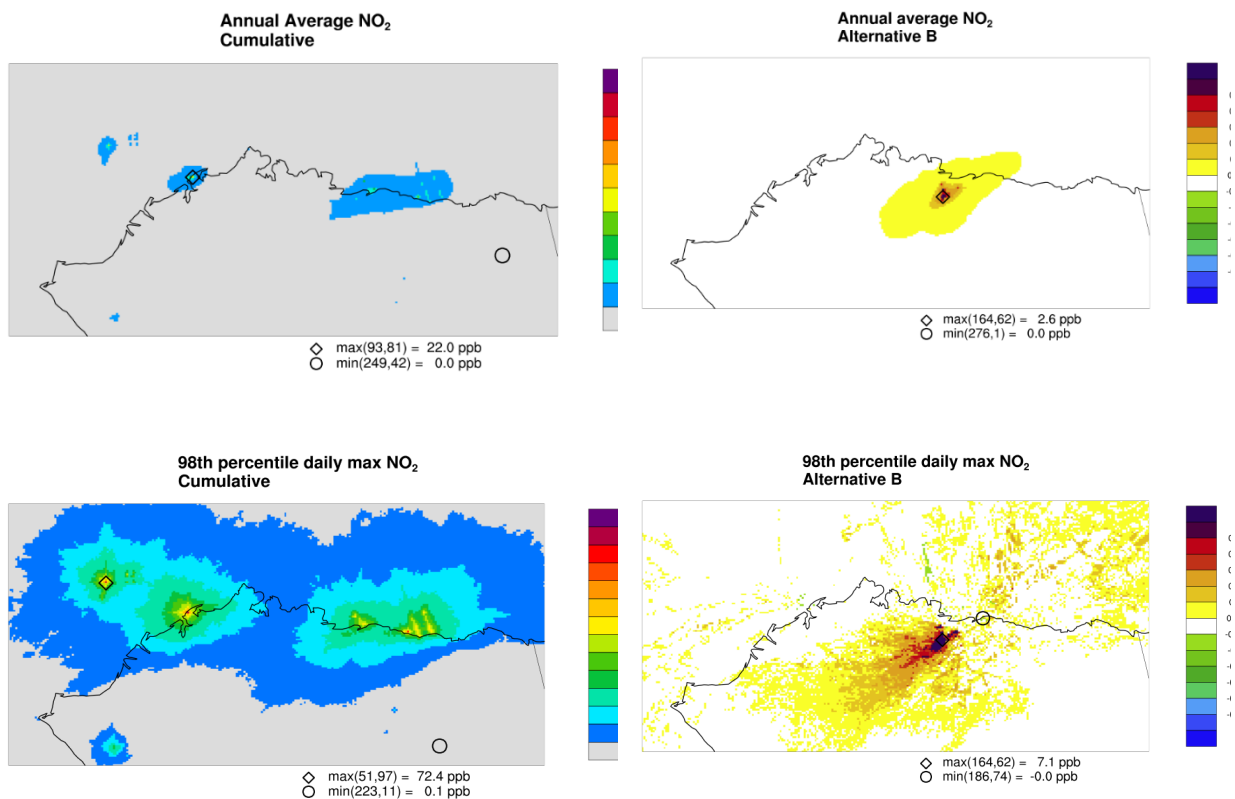 Annual Average NO₂
Cumulative
max(93,81) = 22.0 ppb
min(249,42) = 0.0 ppb
Annual average NO₂
Alternative B
max(164,62) = 2.6 ppb
min(276,1) = 0.0 ppb
98th percentile daily max NO₂
Cumulative
max(51,97) = 72.4 ppb
min(223,11) = 0.1 ppb
98th percentile daily max NO₂
Alternative B
max(164,62) = 7.1 ppb
min(186,74) = -0.0 ppb